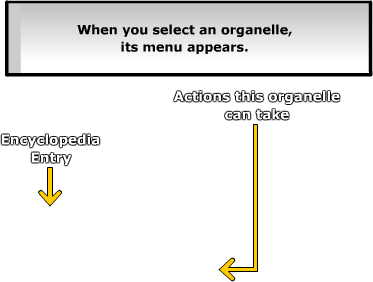 When you select an organelle,
its menu appears.
Actions this organelle
can take
Encyclopedia
Entry